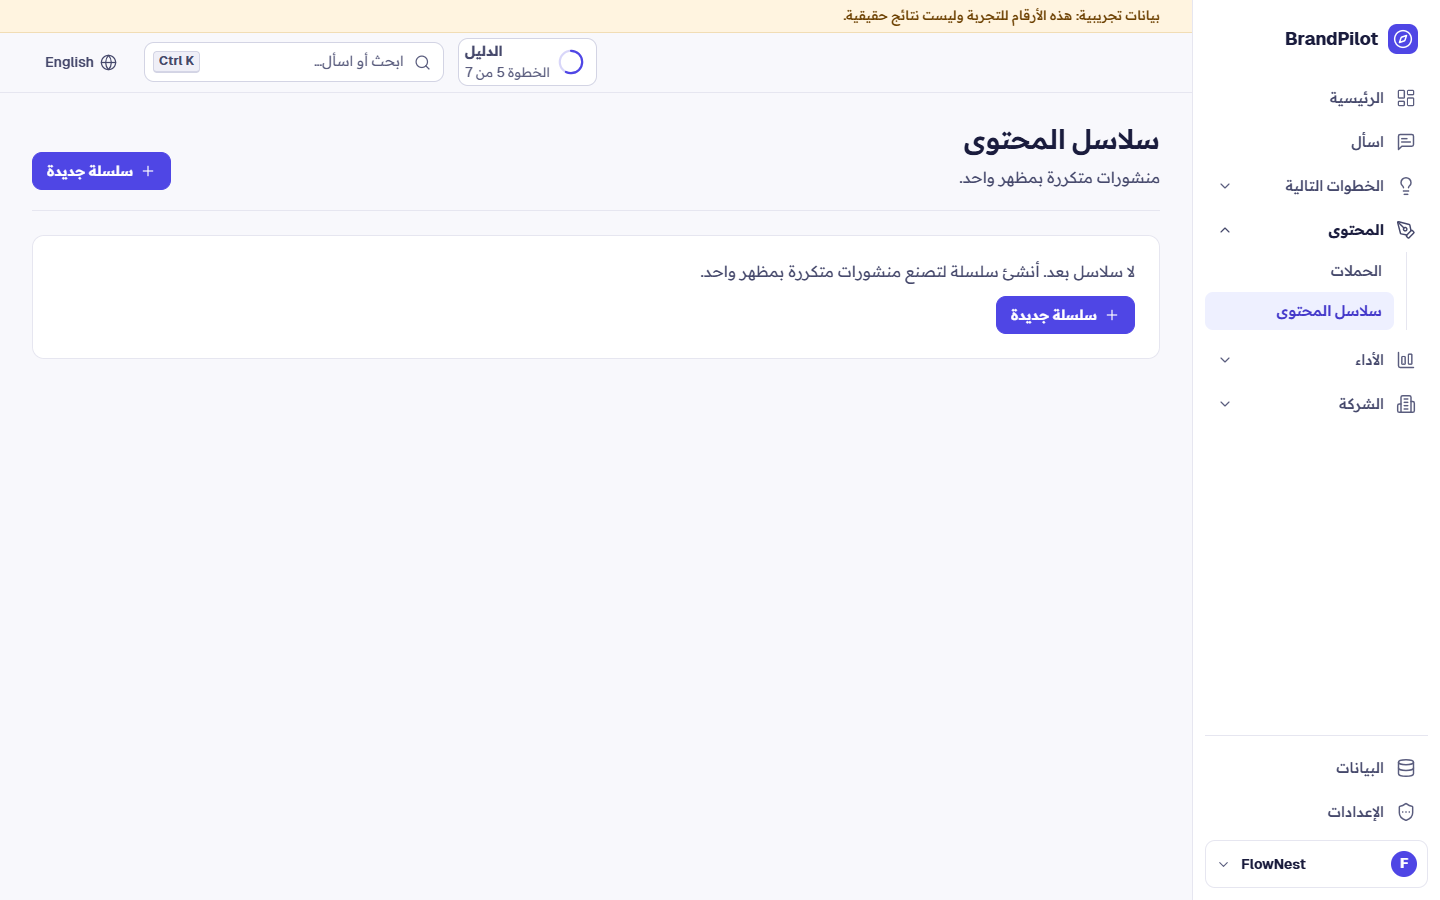 BrandPilot
الرئيسية
اسأل
الخطوات التالية
المحتوى
الحملات
سلاسل المحتوى
الأداء
الشركة
البيانات
الإعدادات
F
FlowNest
بيانات تجريبية: هذه الأرقام للتجربة وليست نتائج حقيقية.
الدليل
الخطوة 5 من 7
ابحث أو اسأل...
Ctrl K
English
سلاسل المحتوى
منشورات متكررة بمظهر واحد.
سلسلة جديدة
لا سلاسل بعد. أنشئ سلسلة لتصنع منشورات متكررة بمظهر واحد.
سلسلة جديدة